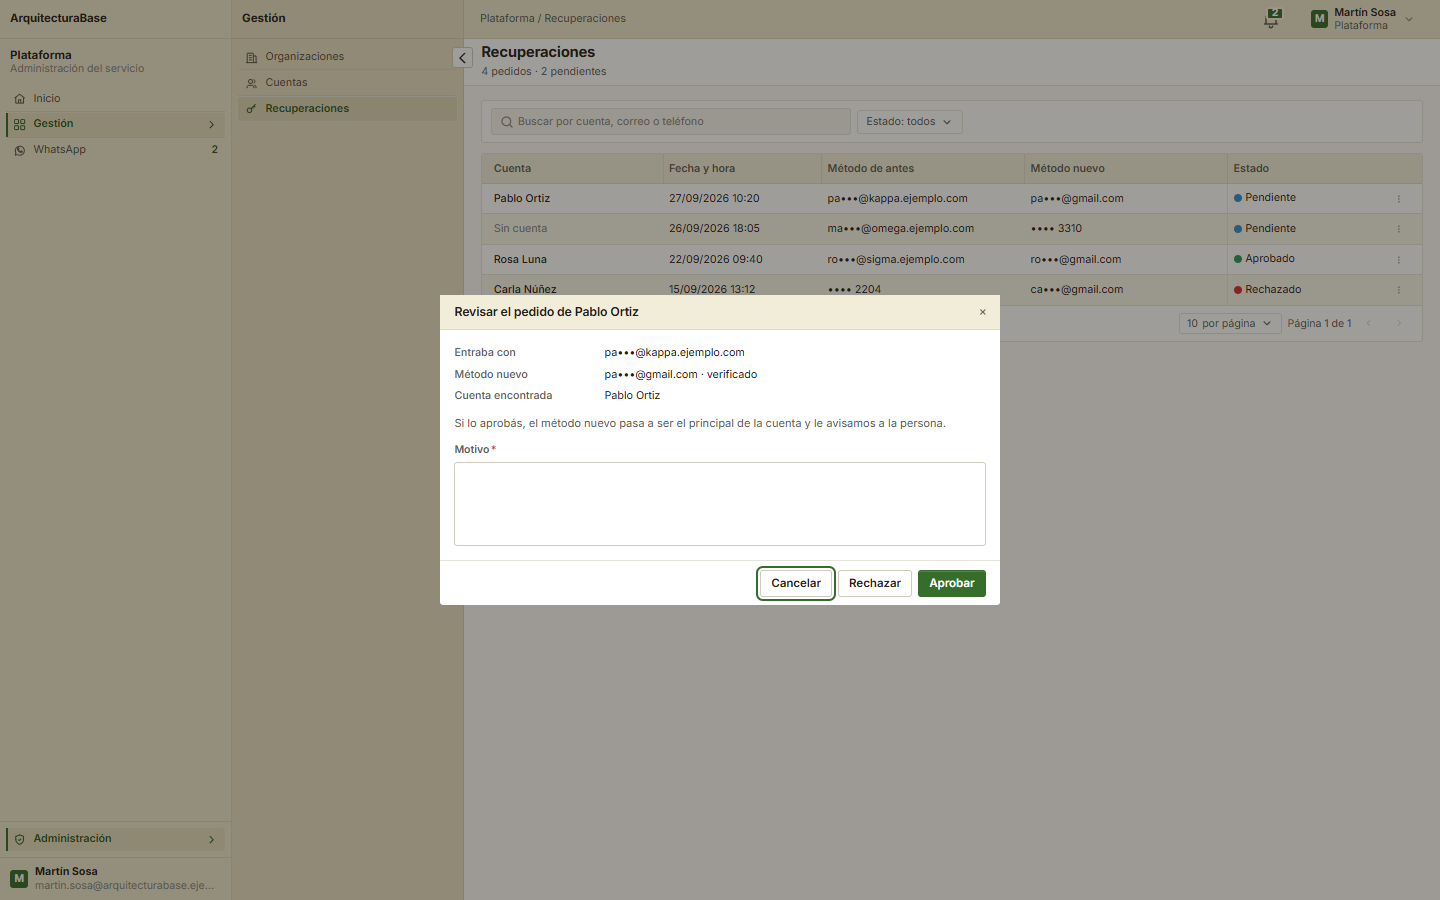 ArquitecturaBase
Plataforma
Administración del servicio
Inicio
Gestión
WhatsApp 2
Administración
M Martín Sosa
martin.sosa@arquitecturabase.eje...
Gestión
Organizaciones
Cuentas
Recuperaciones
Plataforma / Recuperaciones
2
M Martín Sosa
Plataforma
Recuperaciones
4 pedidos · 2 pendientes
Buscar por cuenta, correo o teléfono
Estado: todos
Cuenta Fecha y hora Método de antes Método nuevo Estado
Pablo Ortiz 27/09/2026 10:20 pa•••@kappa.ejemplo.com pa•••@gmail.com Pendiente
Sin cuenta 26/09/2026 18:05 ma•••@omega.ejemplo.com •••• 3310 Pendiente
Rosa Luna 22/09/2026 09:40 ro•••@sigma.ejemplo.com ro•••@gmail.com Aprobado
Carla Núñez 15/09/2026 13:12 •••• 2204 ca•••@gmail.com Rechazado
10 por página Página 1 de 1
Revisar el pedido de Pablo Ortiz ×
Entraba con pa•••@kappa.ejemplo.com
Método nuevo pa•••@gmail.com · verificado
Cuenta encontrada Pablo Ortiz
Si lo aprobás, el método nuevo pasa a ser el principal de la cuenta y le avisamos a la persona.
Motivo *
Cancelar Rechazar Aprobar